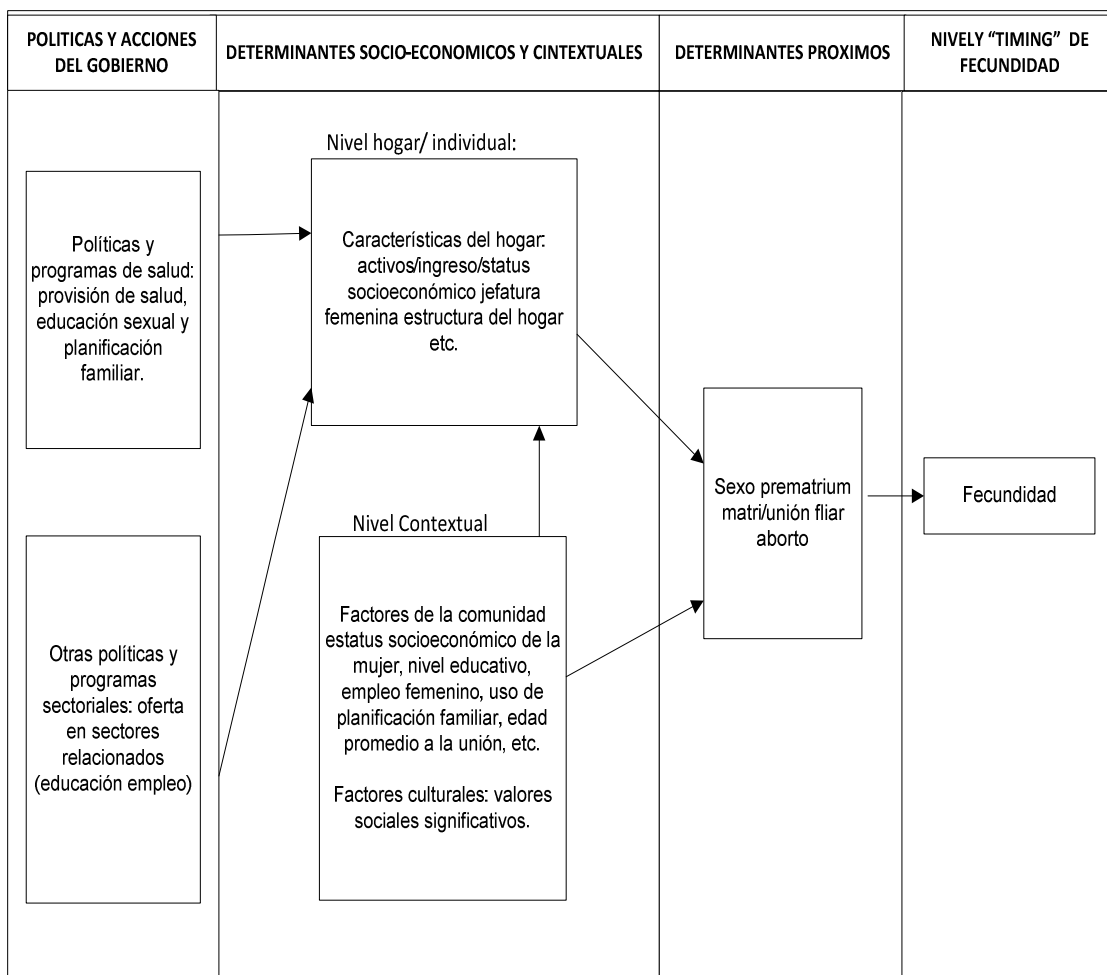 POLITICAS Y ACCIONES
DEL GOBIERNO
DETERMINANTES SOCIO-ECONOMICOS Y CINTEXTUALES
DETERMINANTES PROXIMOS
NIVELY “TIMING” DE
FECUNDIDAD
Políticas y
programas de salud:
provisión de salud,
educación sexual y
planificación
familiar.
Otras políticas y
programas
sectoriales: oferta
en sectores
relacionados
(educación empleo)
Nivel hogar/ individual:
Características del hogar:
activos/ingreso/status
socioeconómico jefatura
femenina estructura del hogar
etc.
Nivel Contextual
Factores de la comunidad
estatus socioeconómico de la
mujer, nivel educativo,
empleo femenino, uso de
planificación familiar, edad
promedio a la unión, etc.
Factores culturales: valores
sociales significativos.
Sexo prematrium
matri/unión fliar
aborto
Fecundidad